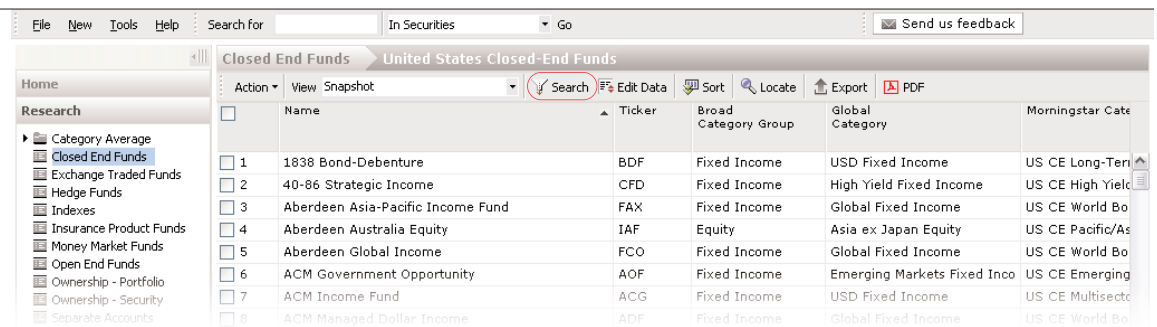 File New Tools Help Search for In Securities Go Send us feedback
Closed End Funds United States Closed-End Funds
Home
Action View Snapshot Search Edit Data Sort Locate Export PDF
Research
Name Ticker Broad Category Group Global Category Morningstar Cate
Category Average
Closed End Funds
Exchange Traded Funds
Hedge Funds
Indexes
Insurance Product Funds
Money Market Funds
Open End Funds
Ownership - Portfolio
Ownership - Security
Separate Accounts
1 1838 Bond-Debenture BDF Fixed Income USD Fixed Income US CE Long-Ter
2 40-86 Strategic Income CFD Fixed Income High Yield Fixed Income US CE High Yield
3 Aberdeen Asia-Pacific Income Fund FAX Fixed Income Global Fixed Income US CE World Bo
4 Aberdeen Australia Equity IAF Equity Asia ex Japan Equity US CE Pacific/As
5 Aberdeen Global Income FCO Fixed Income Global Fixed Income US CE World Bo
6 ACM Government Opportunity AOF Fixed Income Emerging Markets Fixed Inco US CE Emerging
7 ACM Income Fund ACG Fixed Income USD Fixed Income US CE Multisecto
8 ACM Managed Dollar Income ADF Fixed Income Global Fixed Income US CE World Bo